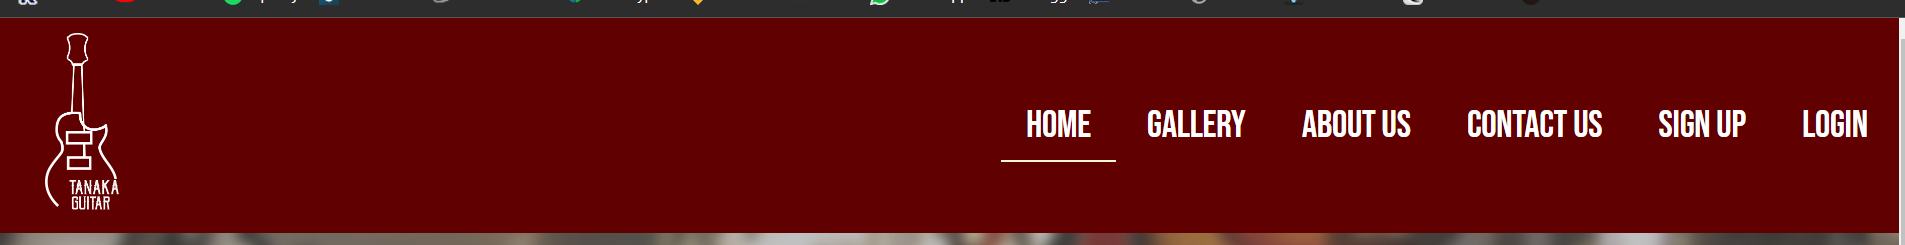 HOME GALLERY ABOUT US CONTACT US SIGN UP LOGIN
TANAKA
GUITAR